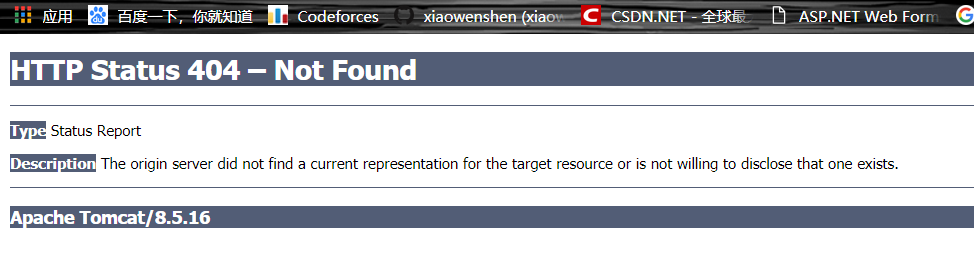 应用 百度一下，你就知道 Codeforces xiaowenshen (xiaow CSDN.NET - 全球最 ASP.NET Web Form
HTTP Status 404 – Not Found
Type Status Report
Description The origin server did not find a current representation for the target resource or is not willing to disclose that one exists.
Apache Tomcat/8.5.16